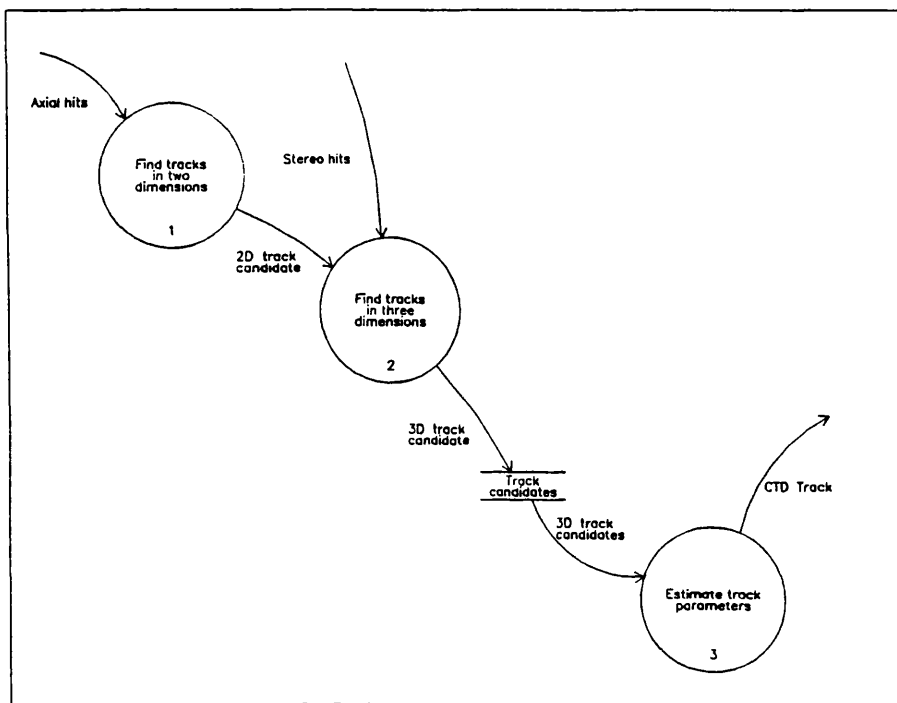 Axial hits
Find tracks
in two
dimensions
1
Stereo hits
2D track
candidate
Find tracks
in three
dimensions
2
3D track
candidate
Track
candidates
3D track
candidates
CTD Track
Estimate track
parameters
3